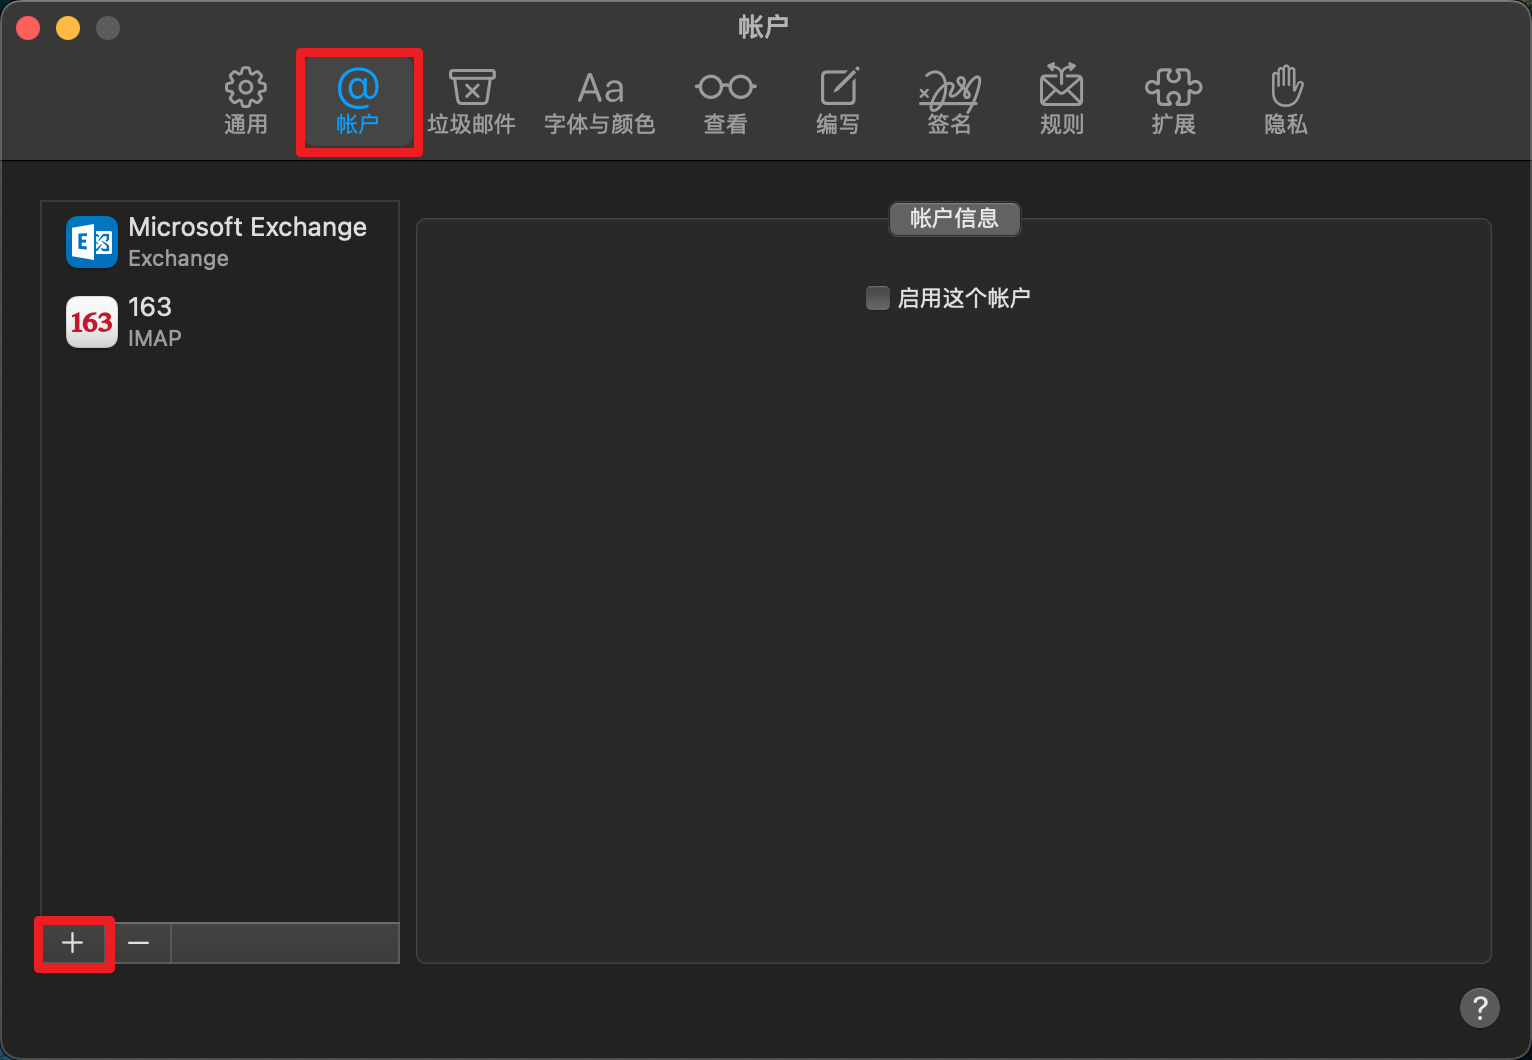 帐户
通用
@
帐户
垃圾邮件
Aa
字体与颜色
查看
编写
签名
规则
扩展
隐私
E
Microsoft Exchange
Exchange
163
163
IMAP
帐户信息
启用这个帐户
+ −
?